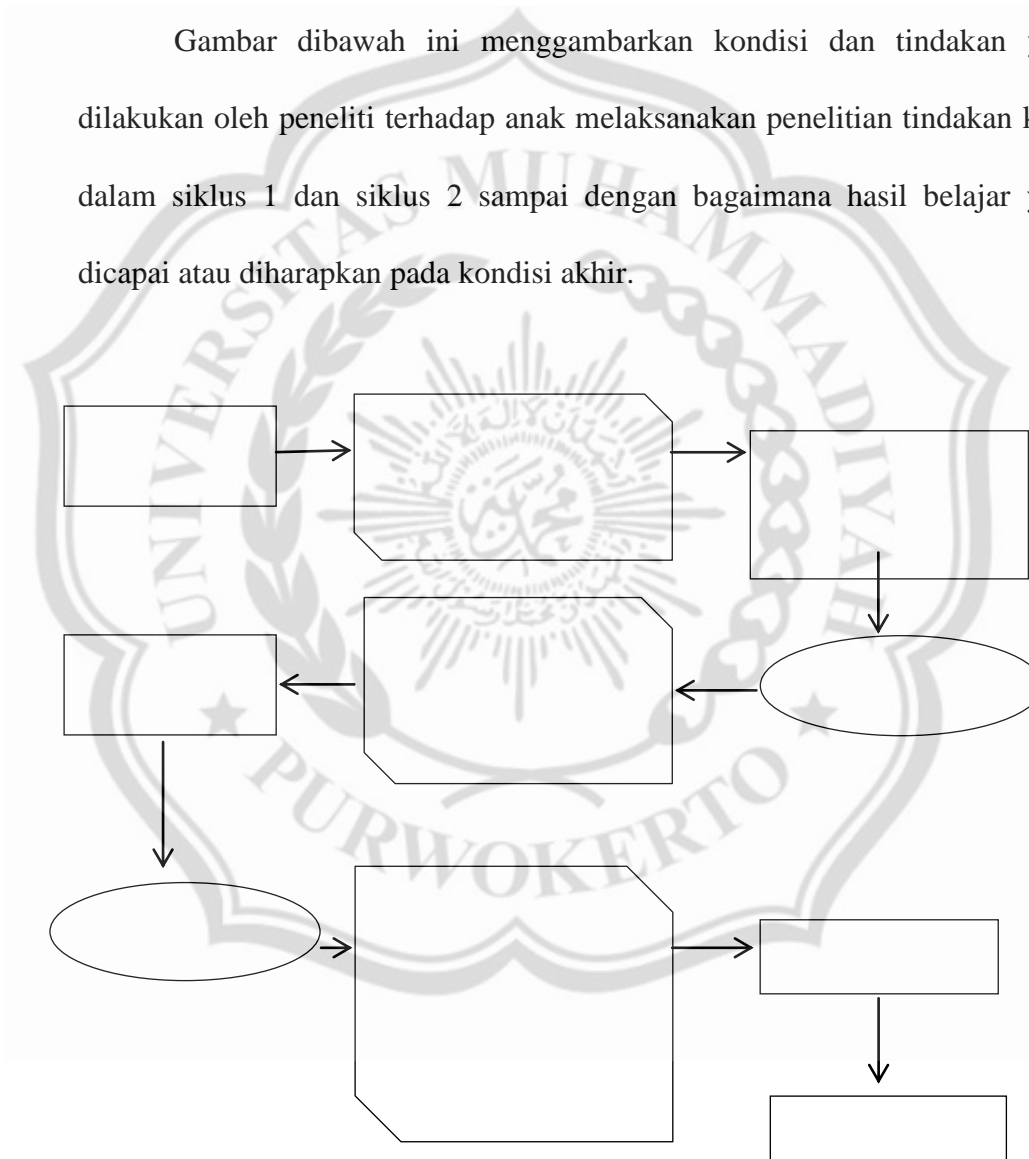 Gambar dibawah ini menggambarkan kondisi dan tindakan
dilakukan oleh peneliti terhadap anak melaksanakan penelitian tindakan
dalam siklus 1 dan siklus 2 sampai dengan bagaimana hasil belajar
dicapai atau diharapkan pada kondisi akhir.
UNIVERSITAS MUHAMMADIYAH
PURWOKERTO